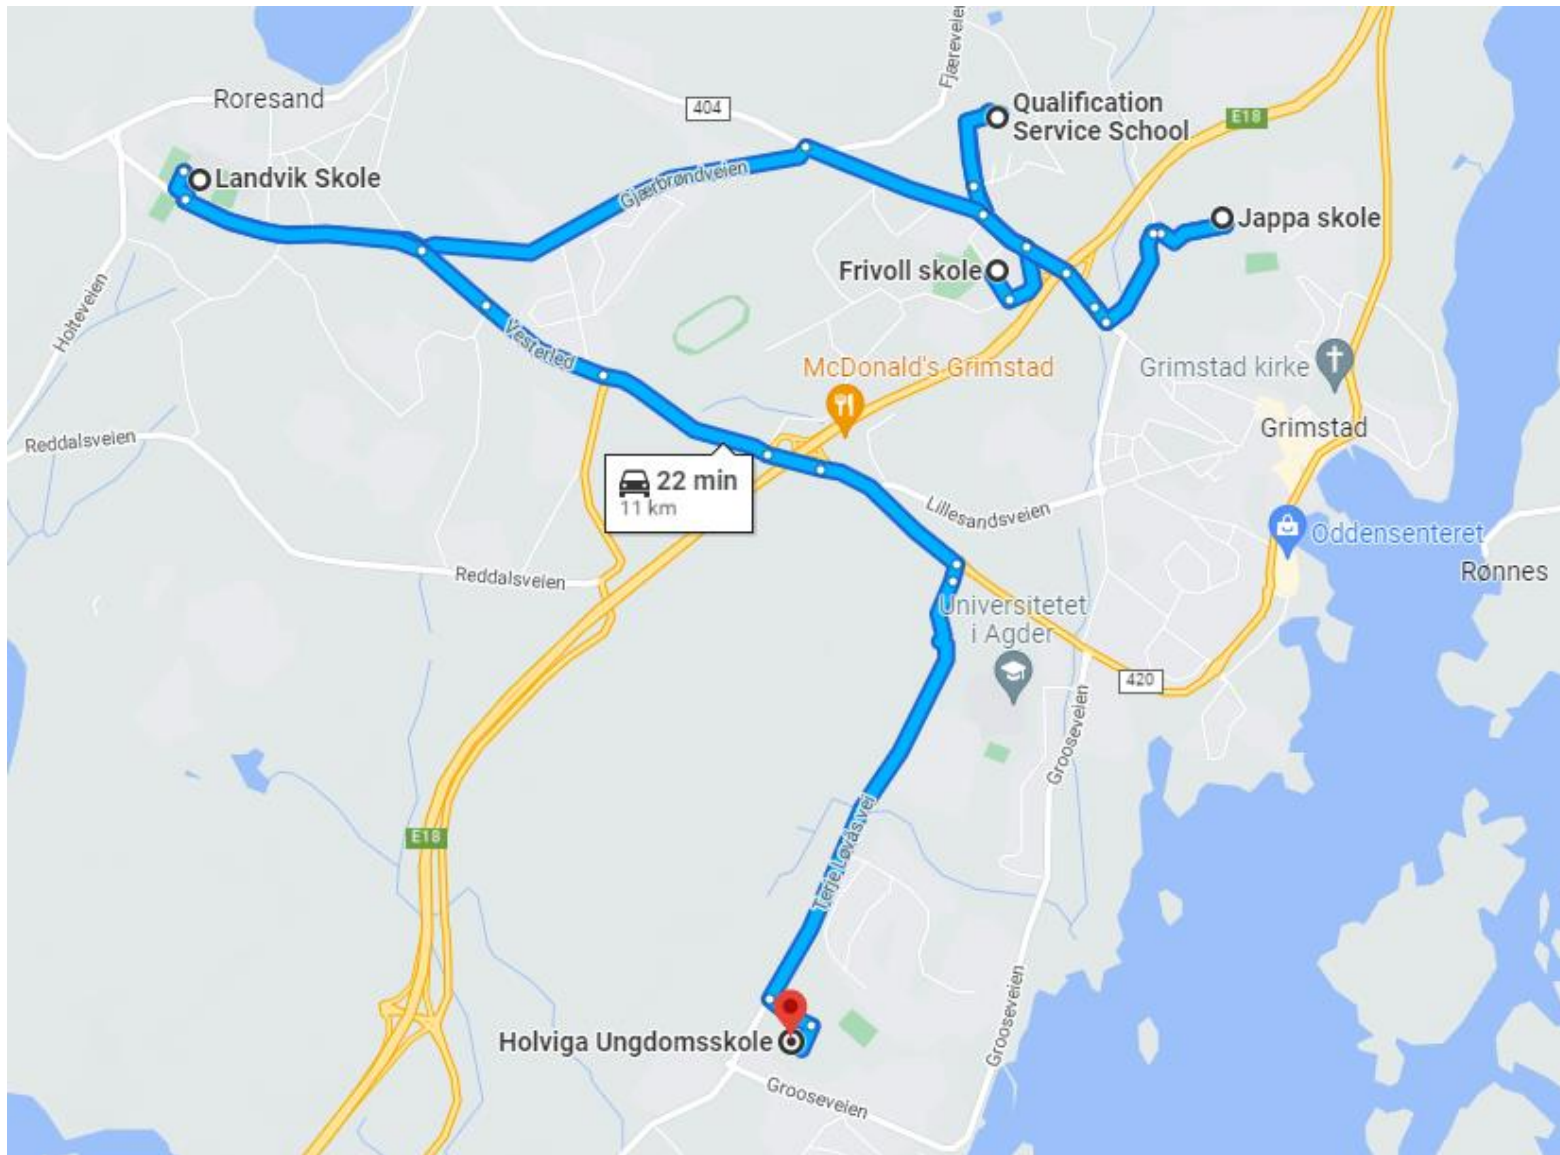 Fjæreveien
Roresand
404
Qualification
Service School
E18
Landvik Skole
Gjærbrøndveien
Jappa skole
Frivoll skole
Holteveien
Vesterled
McDonald's Grimstad
Grimstad kirke
Grimstad
Reddalsveien
22 min
11 km
Lillesandsveien
Oddensenteret
Rønnes
Reddalsveien
Universitetet
i Agder
420
Grooseveien
E18
Terje Løvås vei
Grooseveien
Holviga Ungdomsskole
Grooseveien